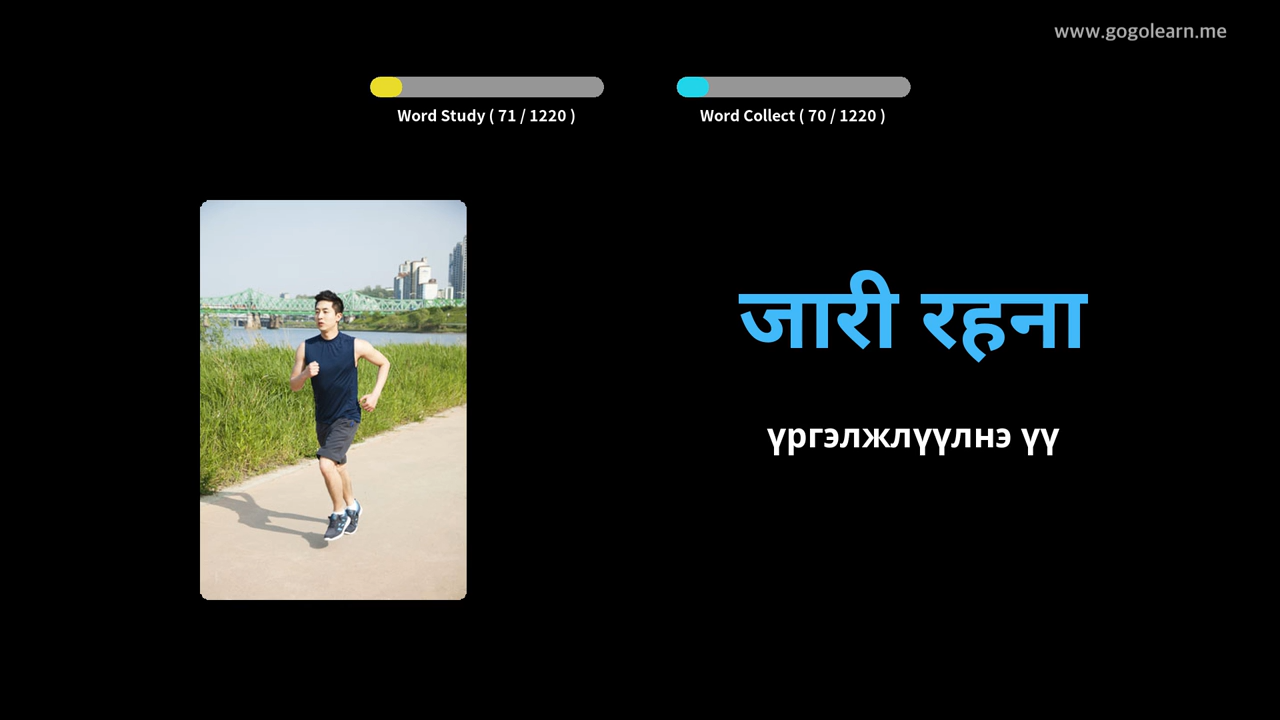 www.gogolearn.me
Word Study ( 71 / 1220 )
Word Collect ( 70 / 1220 )
जारी रहना
үргэлжлүүлнэ үү